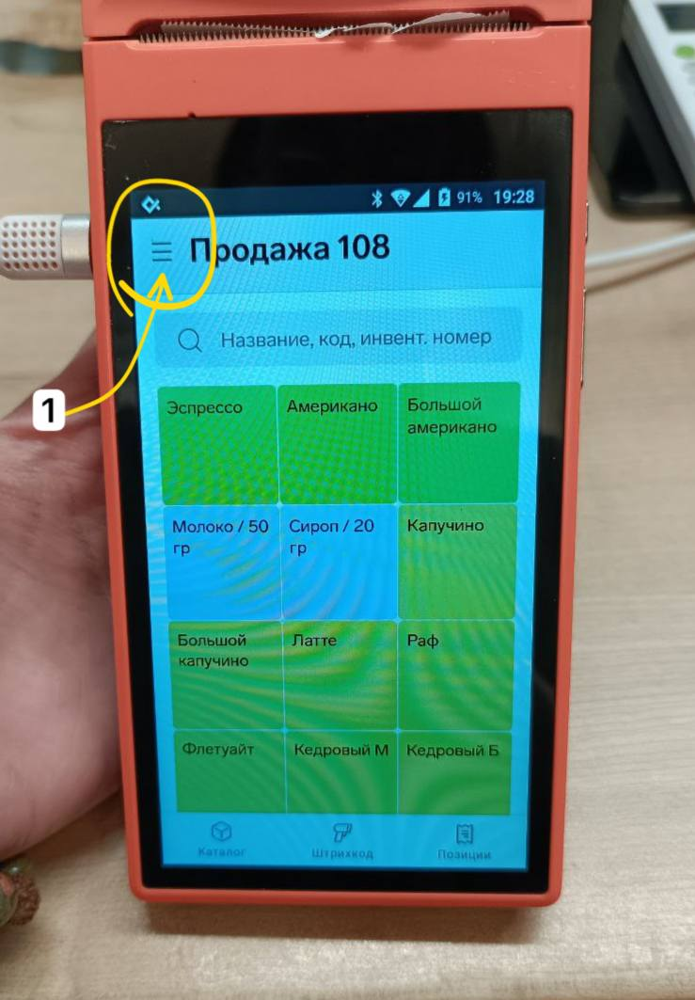 91% 19:28
Продажа 108
Название, код, инвент. номер
1
Эспрессо
Американо
Большой
американо
Молоко / 50
гр
Сироп / 20
гр
Капучино
Большой
капучино
Латте
Раф
Флетуайт
Кедровый М
Кедровый Б
Каталог
Штрихкод
Позиции